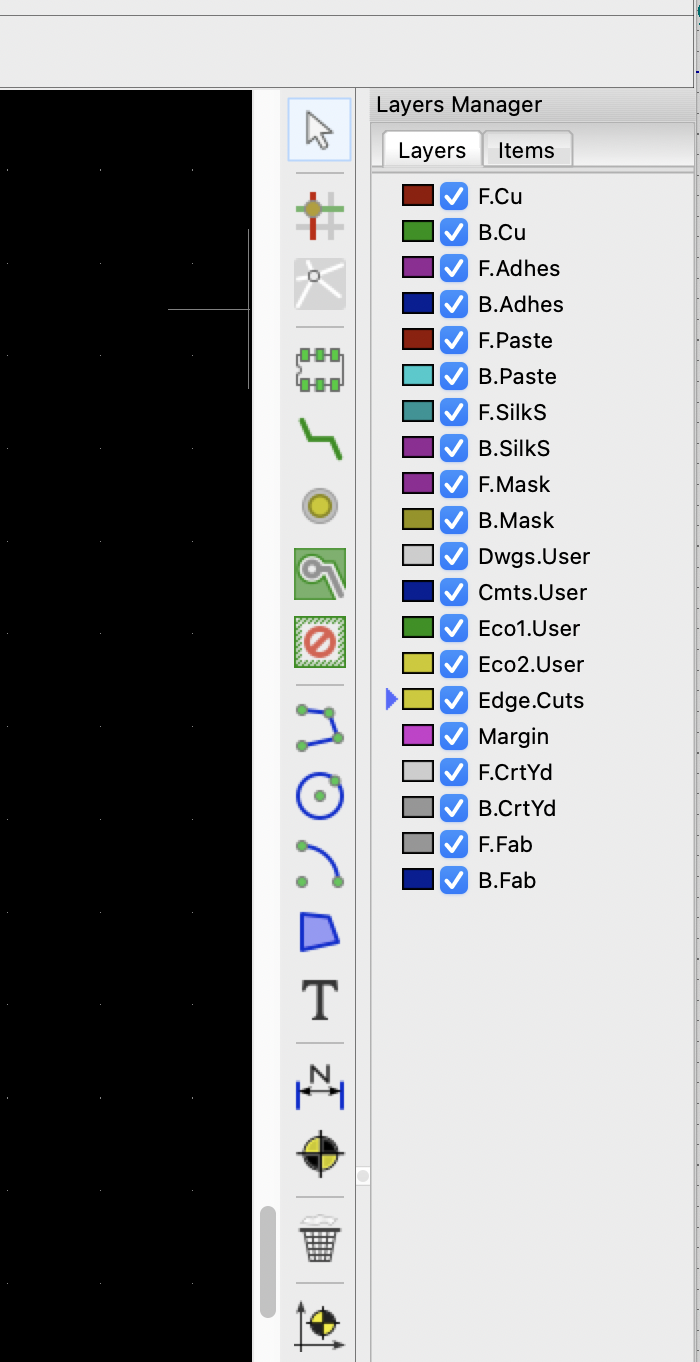 Layers Manager
Layers Items
F.Cu
B.Cu
F.Adhes
B.Adhes
F.Paste
B.Paste
F.SilkS
B.SilkS
F.Mask
B.Mask
Dwgs.User
Cmts.User
Eco1.User
Eco2.User
Edge.Cuts
Margin
F.CrtYd
B.CrtYd
F.Fab
B.Fab
T
N